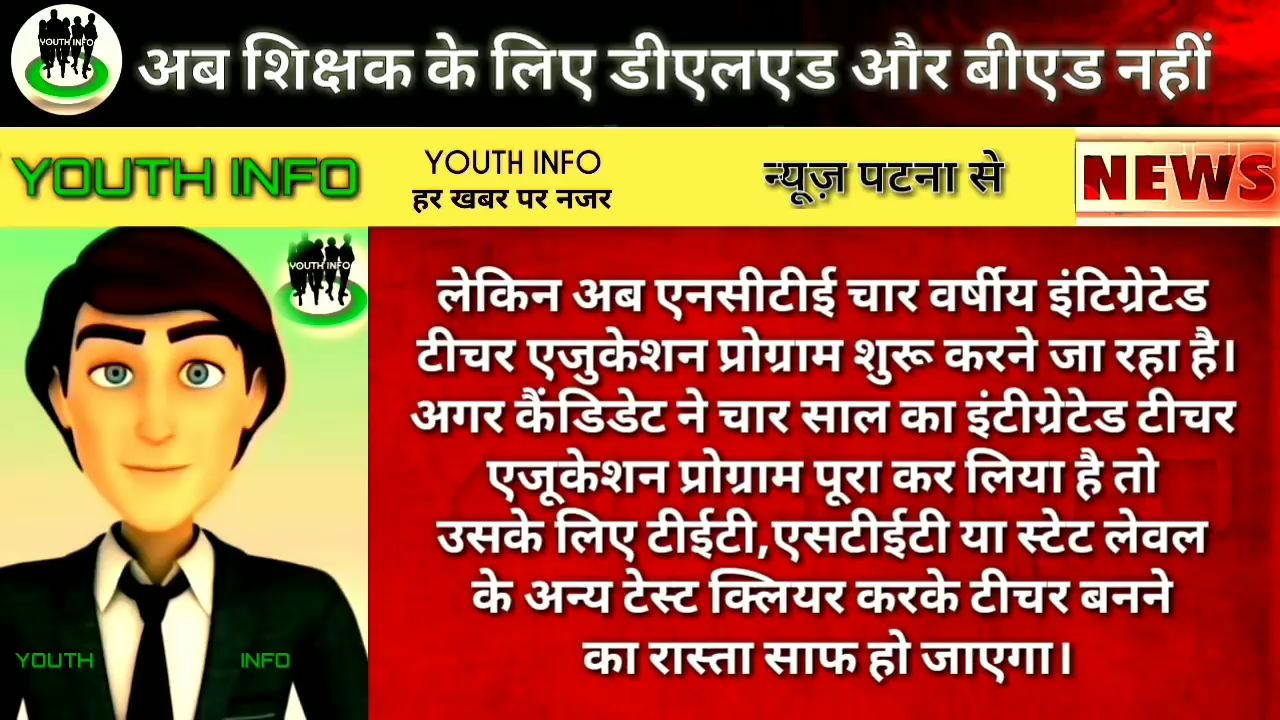 YOUTH INFO
अब शिक्षक के लिए डीएलएड और बीएड नहीं
YOUTH INFO
YOUTH INFO
हर खबर पर नजर
न्यूज़ पटना से
NEWS
YOUTH INFO
लेकिन अब एनसीटीई चार वर्षीय इंटिग्रेटेड
टीचर एजुकेशन प्रोग्राम शुरू करने जा रहा है।
अगर कैंडिडेट ने चार साल का इंटीग्रेटेड टीचर
एजूकेशन प्रोग्राम पूरा कर लिया है तो
उसके लिए टीईटी,एसटीईटी या स्टेट लेवल
के अन्य टेस्ट क्लियर करके टीचर बनने
का रास्ता साफ हो जाएगा।
YOUTH INFO